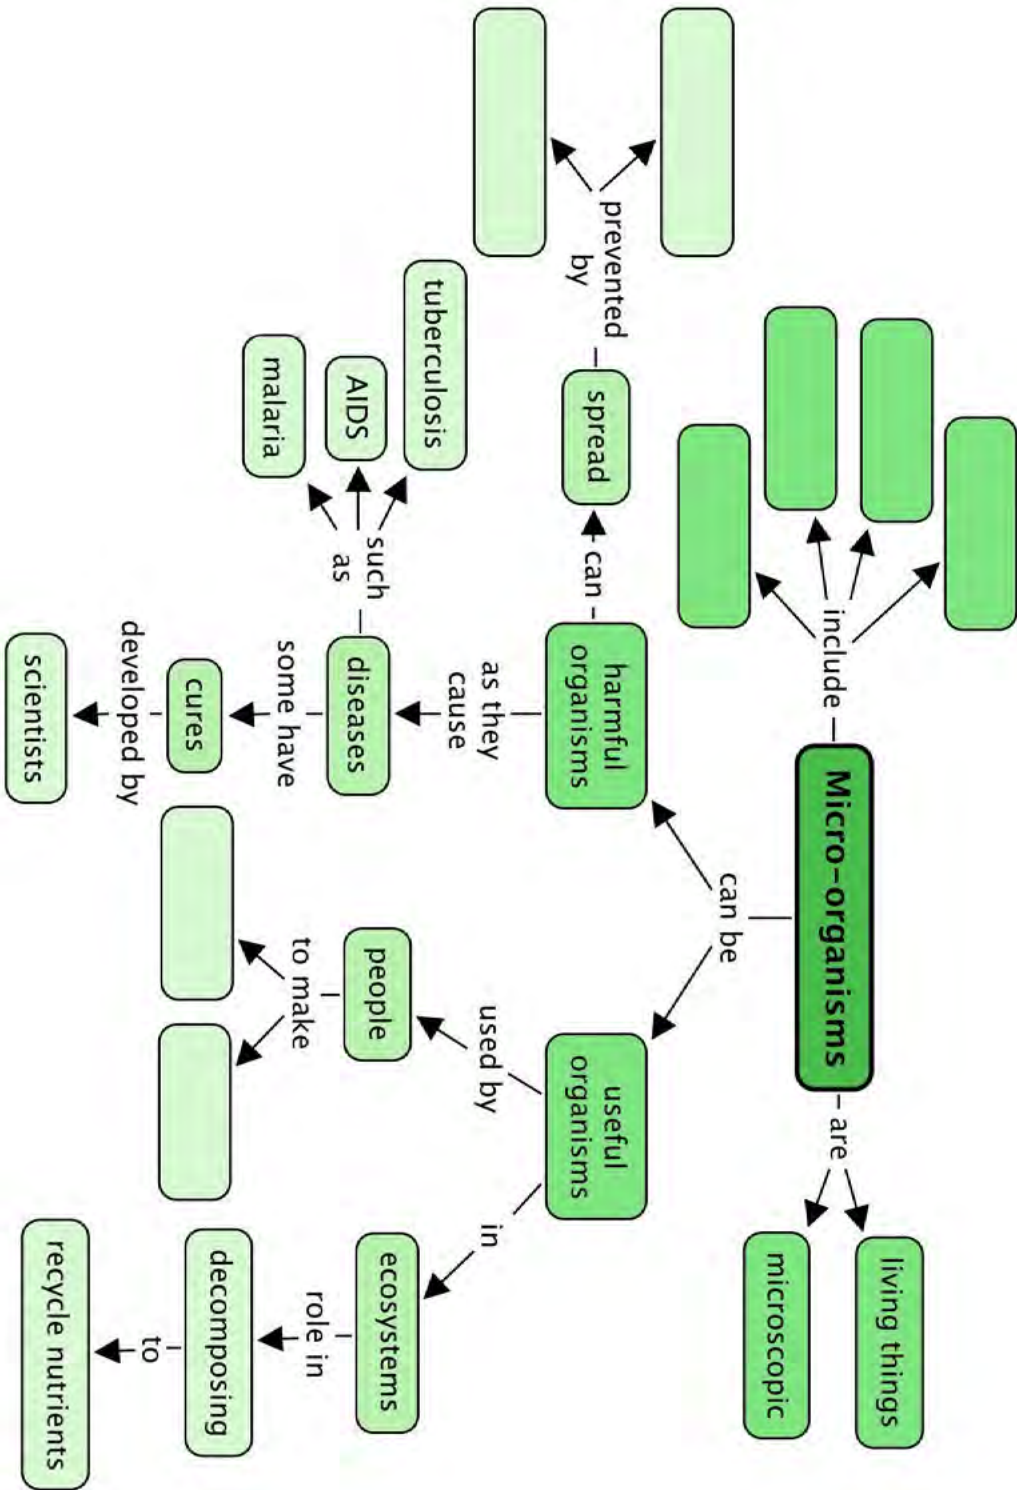 Micro-organisms
include
are
living things
microscopic
can be
harmful
organisms
can
spread
prevented
by
as they
cause
diseases
such
as
tuberculosis
AIDS
malaria
some have
cures
developed by
scientists
useful
organisms
used by
people
to make
in
ecosystems
role in
decomposing
to
recycle nutrients